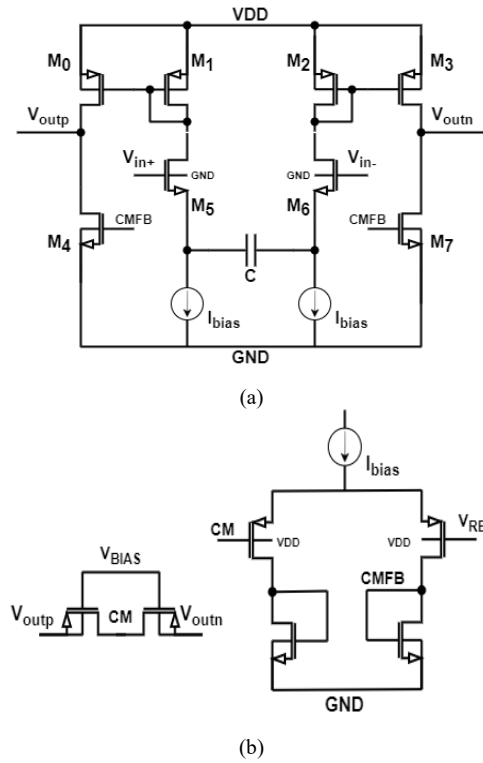 VDD
M0 M1 M2 M3
Voutp Voutn
Vin+ GND GND Vin-
CMFB M5 M6 CMFB
M4 C M7
Ibias Ibias
GND
(a)
Ibias
CM VDD VDD VRE
VBIAS
Voutp CM Voutn CMFB
GND
(b)